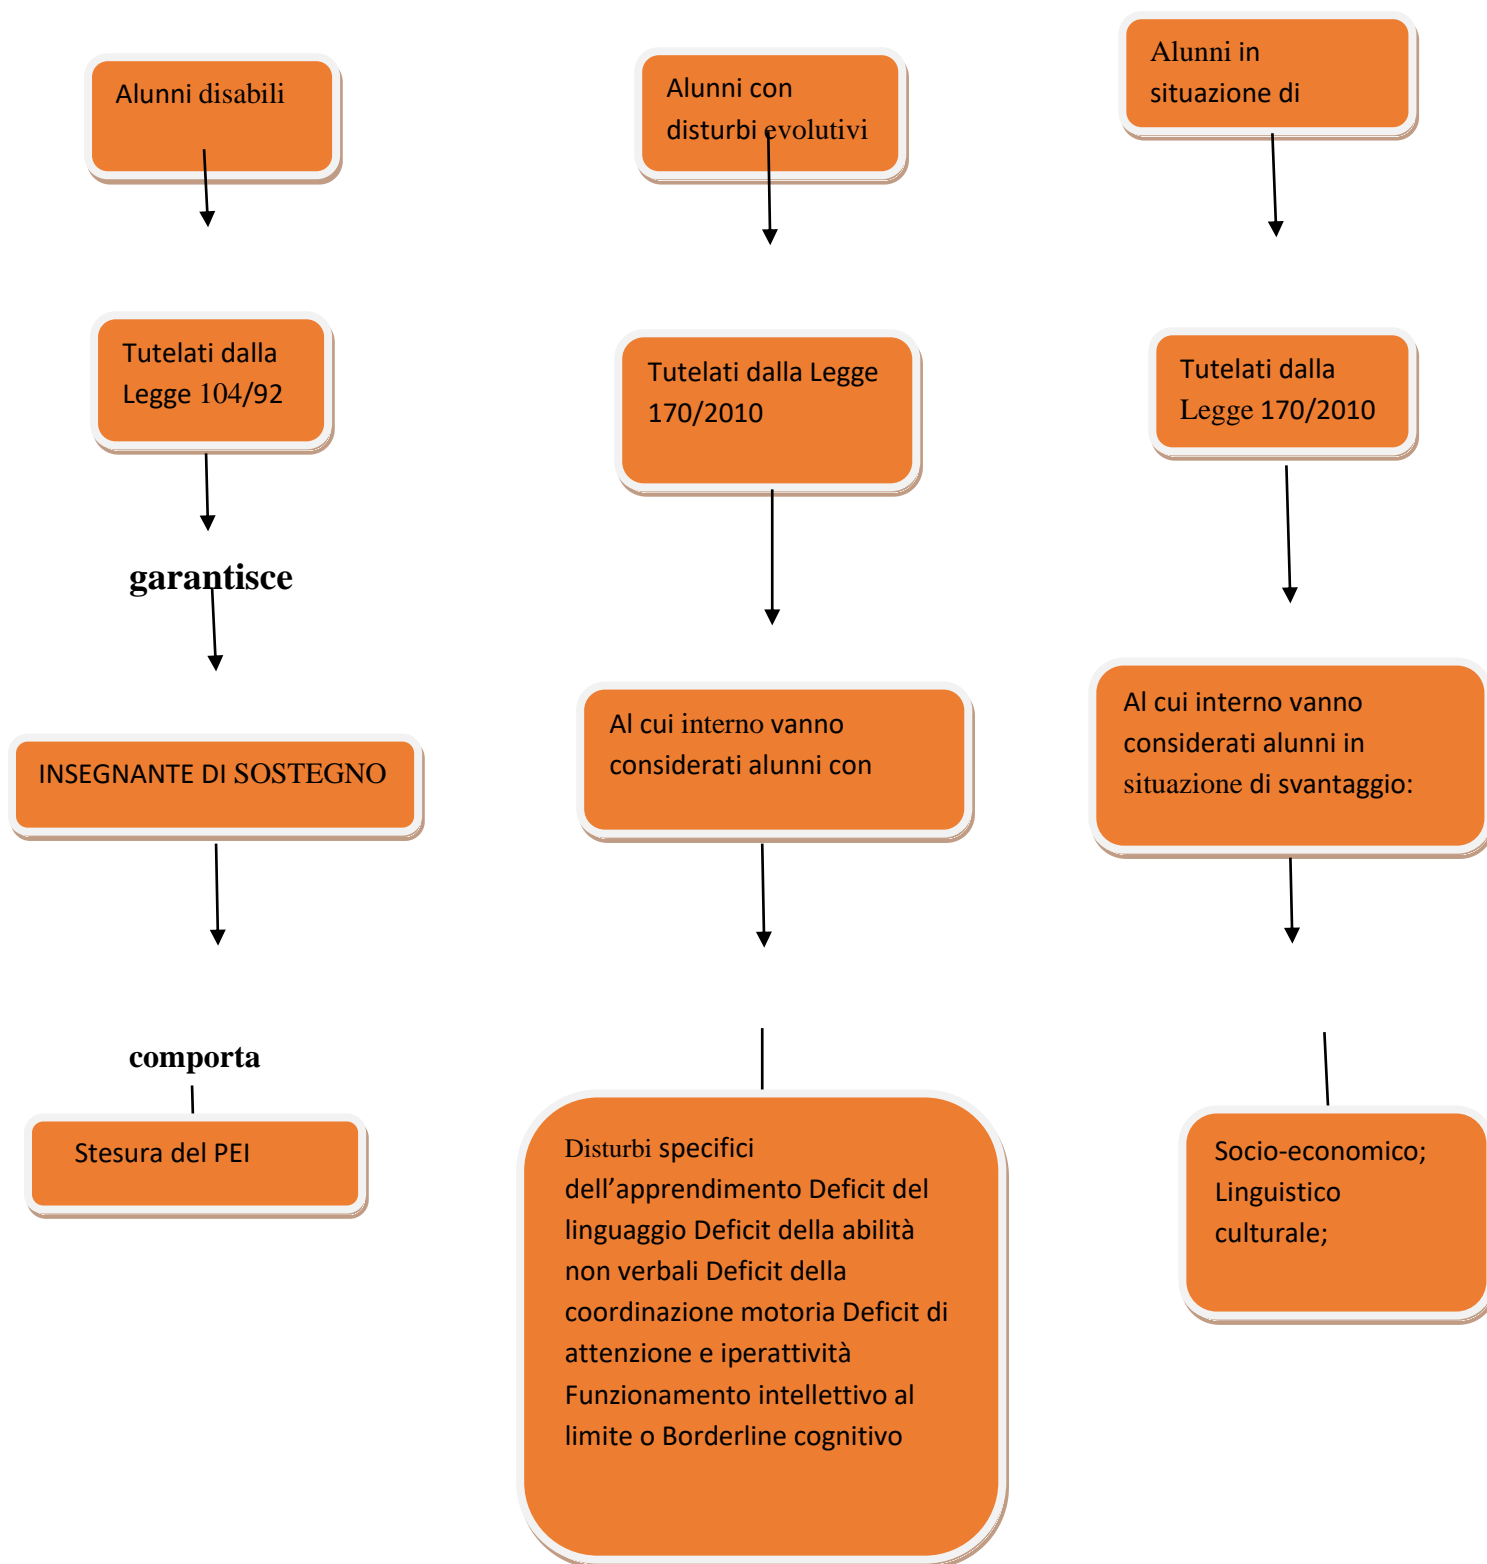 Alunni disabili
Tutelati dalla
Legge 104/92
garantisce
INSEGNANTE DI SOSTEGNO
comporta
Stesura del PEI
Alunni con
disturbi evolutivi
Tutelati dalla Legge
170/2010
Al cui interno vanno
considerati alunni con
Disturbi specifici
dell’apprendimento Deficit del
linguaggio Deficit della abilità
non verbali Deficit della
coordinazione motoria Deficit di
attenzione e iperattività
Funzionamento intellettivo al
limite o Borderline cognitivo
Alunni in
situazione di
Tutelati dalla
Legge 170/2010
Al cui interno vanno
considerati alunni in
situazione di svantaggio:
Socio-economico;
Linguistico
culturale;